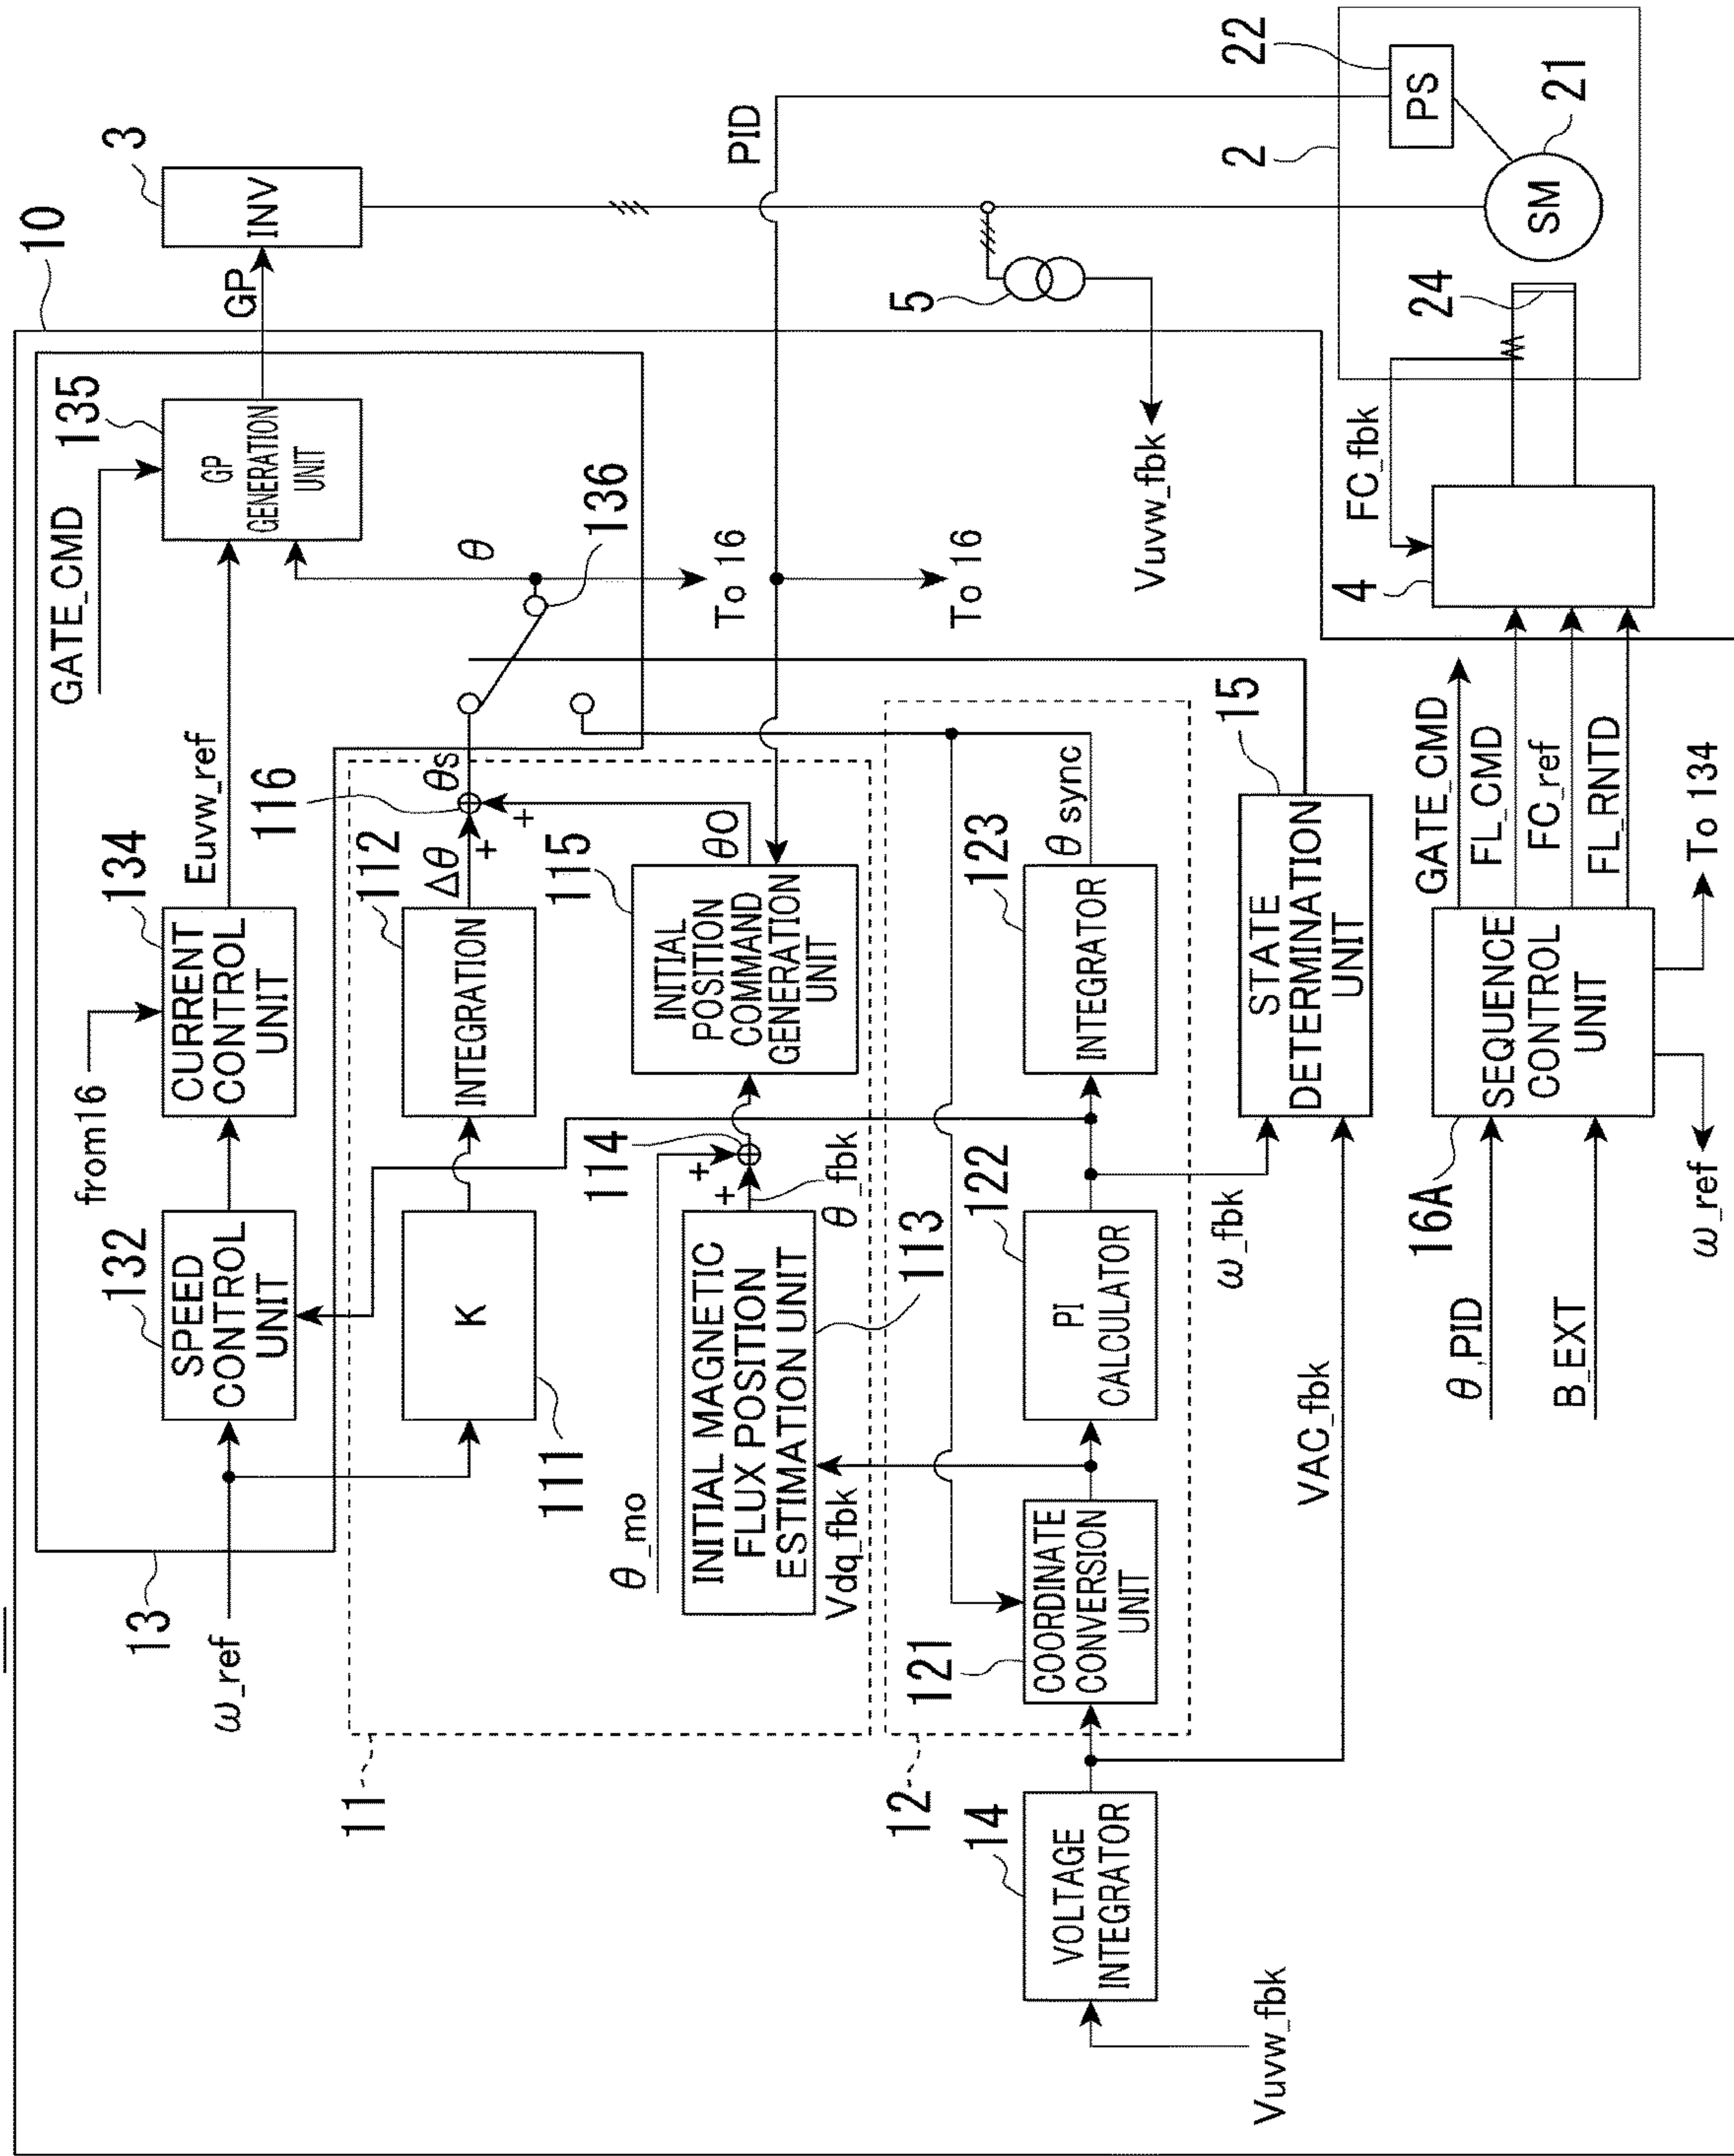 10
3
INV
GP
13
ω_ref
132
SPEED
CONTROL
UNIT
from16
134
CURRENT
CONTROL
UNIT
Euvw_ref
GATE_CMD
135
GP
GENERATION
UNIT
θ
136
To 16
To 16
PID
11
111
K
112
INTEGRATION
Δθ
+
+
116
θs
θ_mo
INITIAL MAGNETIC
FLUX POSITION
ESTIMATION UNIT
113
Vdq_fbk
114
+
+
θ_fbk
115
INITIAL
POSITION
COMMAND
GENERATION
UNIT
θ0
12
121
COORDINATE
CONVERSION
UNIT
122
PI
CALCULATOR
123
INTEGRATOR
θsync
14
VOLTAGE
INTEGRATOR
Vuvw_fbk
VAC_fbk
ω_fbk
15
STATE
DETERMINATION
UNIT
5
Vuvw_fbk
2
22
PS
SM
21
24
FC_fbk
4
16A
SEQUENCE
CONTROL
UNIT
θ,PID
B_EXT
GATE_CMD
FL_CMD
FC_ref
FL_RNTD
ω_ref
To 134